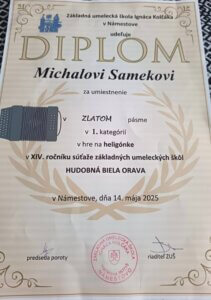 Základná umelecká škola Ignáca Kolčáka
v Námestove
udeľuje
DIPLOM
Michalovi Samekovi
za umiestnenie
v ZLATOM pásme
v 1. kategórii
v hre na heligónke
v XIV. ročníku súťaže základných umeleckých škôl
HUDOBNÁ BIELA ORAVA
v Námestove, dňa 14. mája 2025
predseda poroty
riaditeľ ZUŠ